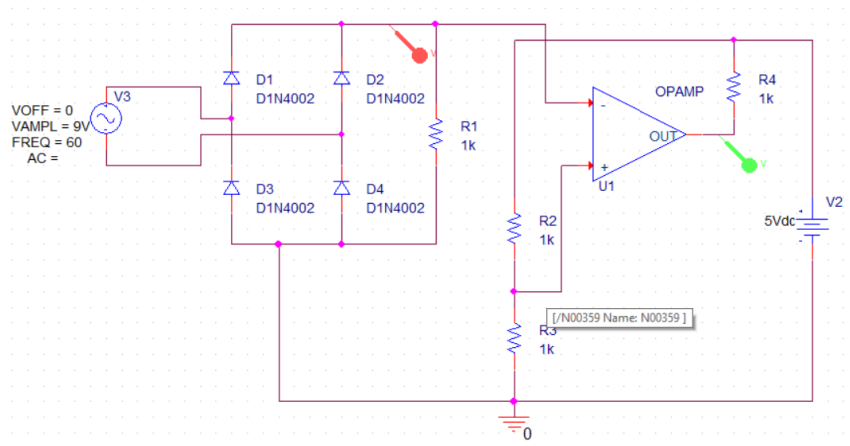 V3
VOFF = 0
VAMPL = 9V
FREQ = 60
AC =
D1
D1N4002
D2
D1N4002
V
R1
1k
D3
D1N4002
D4
D1N4002
OPAMP
-
OUT
+
U1
R4
1k
V
R2
1k
V2
5Vdc
[/N00359 Name: N00359 ]
R3
1k
0